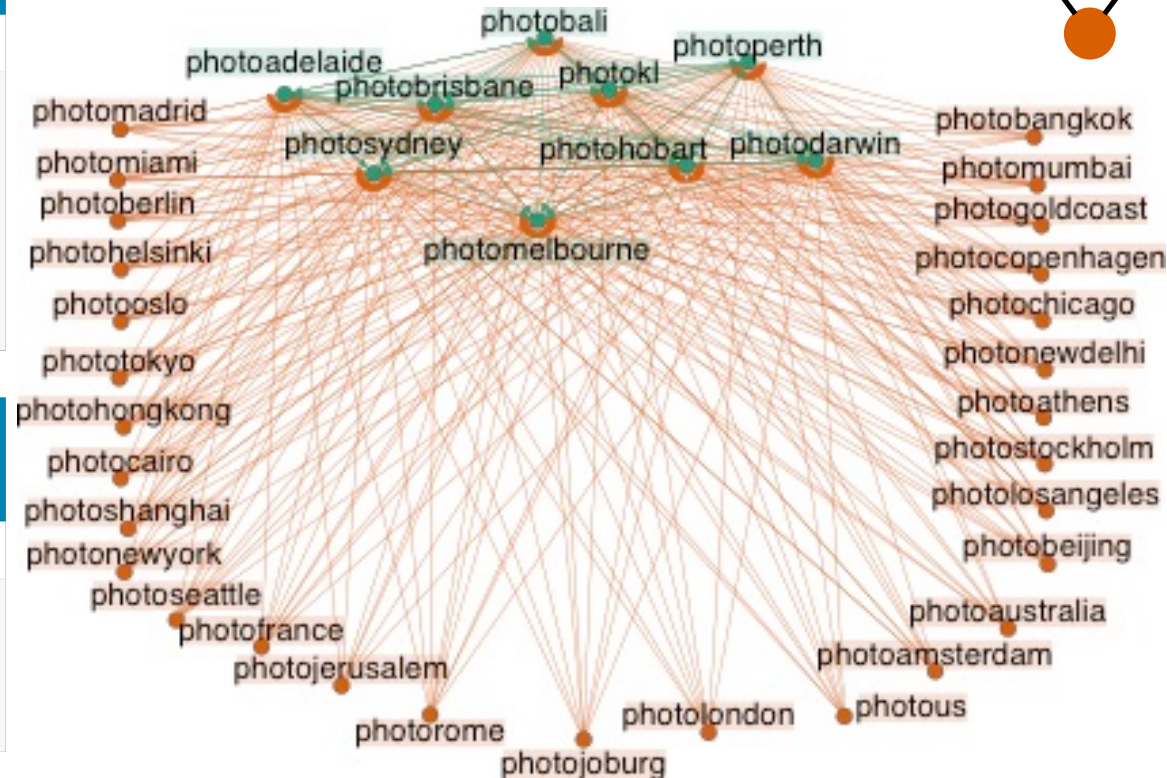 photobali
photoperth
photoadelaide
photokl
photobrisbane
photomadrid
photobangkok
photosydney
photohobart
photodarwin
photomiami
photomumbai
photoberlin
photogoldcoast
photomelbourne
photohelsinki
photocopenhagen
photooslo
photochicago
phototokyo
photonewdelhi
photohongkong
photoathens
photocairo
photostockholm
photoshanghai
photolosangeles
photonewyork
photobeijing
photoseattle
photoaustralia
photofrance
photoamsterdam
photojerusalem
photous
photolondon
photorome
photojoburg